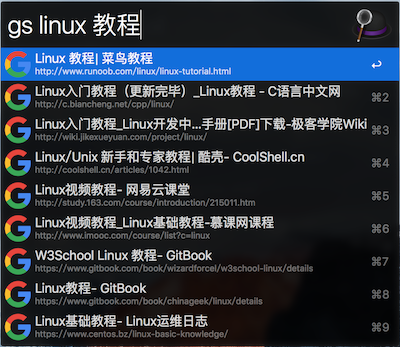 gs linux 教程
Linux 教程| 菜鸟教程
http://www.runoob.com/linux/linux-tutorial.html
↩
Linux入门教程（更新完毕）_Linux教程 - C语言中文网
http://c.biancheng.net/cpp/linux/
⌘2
Linux入门教程_Linux开发中...手册[PDF]下载-极客学院Wiki
http://wiki.jikexueyuan.com/project/linux/
⌘3
Linux/Unix 新手和专家教程| 酷壳- CoolShell.cn
http://coolshell.cn/articles/1042.html
⌘4
Linux视频教程- 网易云课堂
http://study.163.com/course/introduction/215011.htm
⌘5
Linux视频教程_Linux基础教程-慕课网课程
http://www.imooc.com/course/list?c=linux
⌘6
W3School Linux 教程- GitBook
https://www.gitbook.com/book/wizardforcel/w3school-linux/details
⌘7
Linux教程- GitBook
https://www.gitbook.com/book/chinageek/linux/details
⌘8
Linux基础教程- Linux运维日志
https://www.centos.bz/linux-basic-knowledge/
⌘9